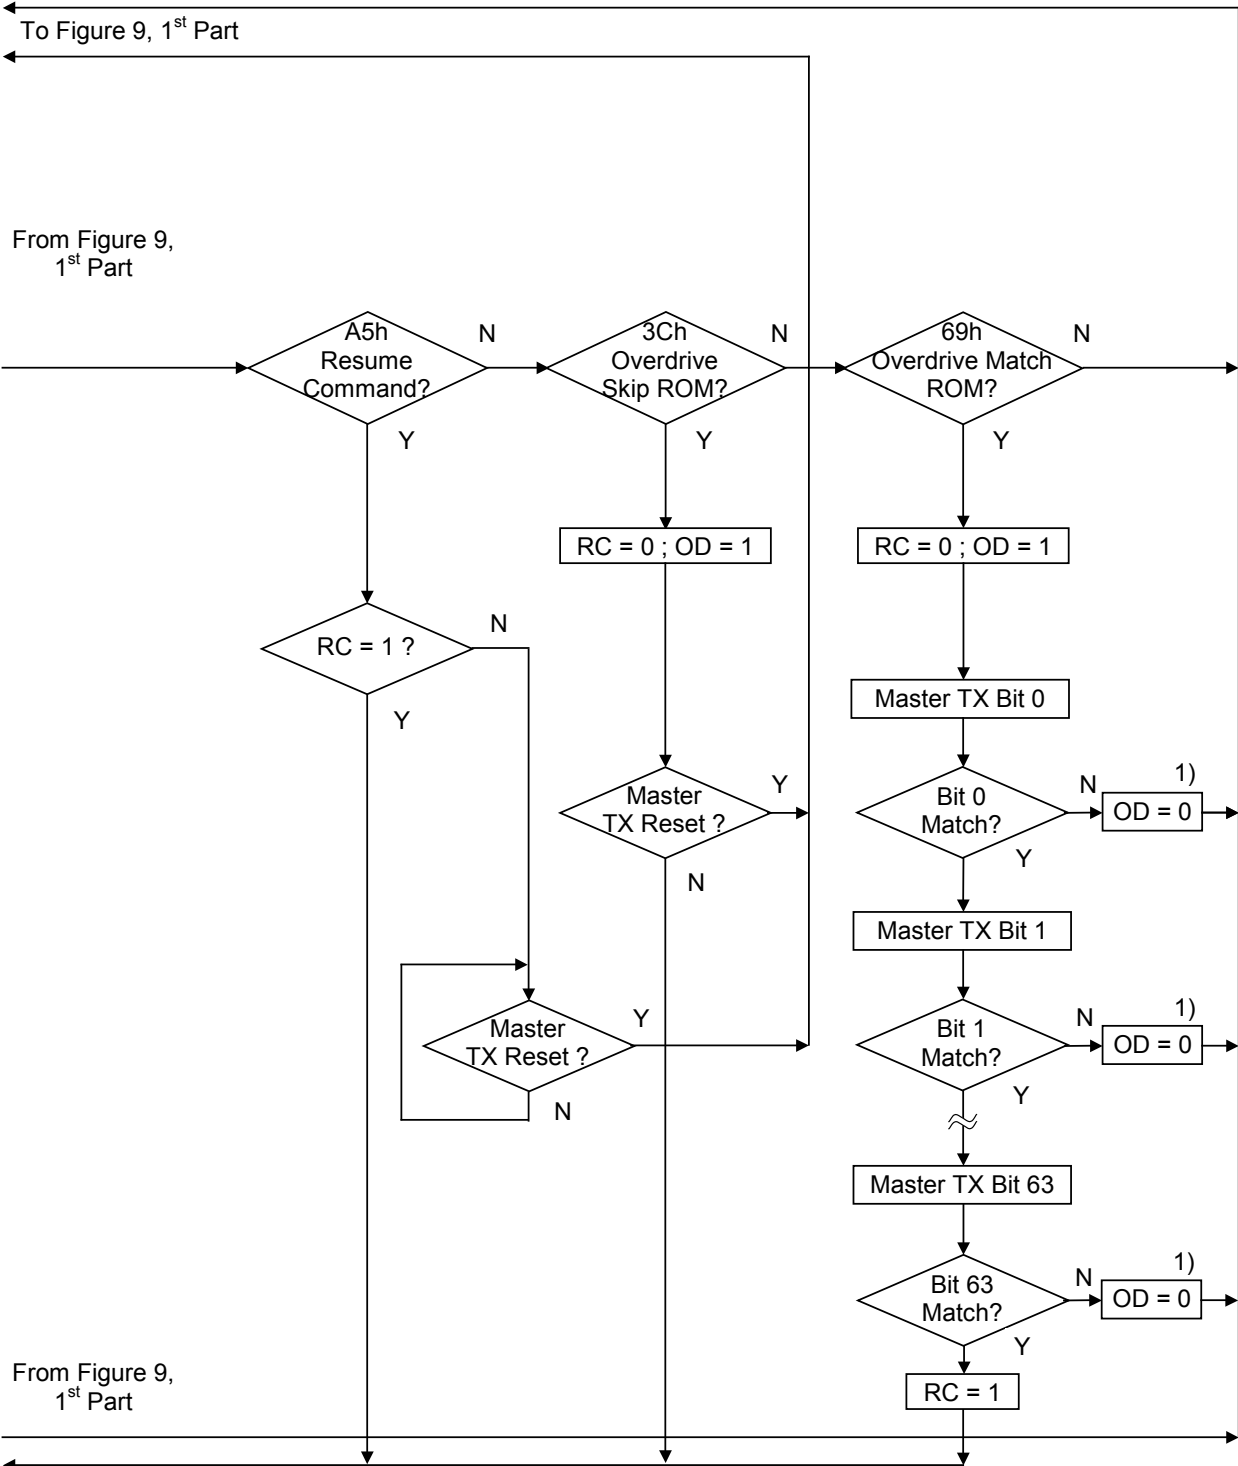 To Figure 9, 1st Part
From Figure 9,
1st Part
A5h
Resume
Command?
N
Y
3Ch
Overdrive
Skip ROM?
N
Y
69h
Overdrive Match
ROM?
N
Y
RC = 0 ; OD = 1
RC = 0 ; OD = 1
RC = 1 ?
N
Y
Master TX Bit 0
Master
TX Reset ?
Y
N
Bit 0
Match?
N
Y
1)
OD = 0
Master TX Bit 1
Master
TX Reset ?
Y
N
Bit 1
Match?
N
Y
1)
OD = 0
Master TX Bit 63
Bit 63
Match?
N
Y
1)
OD = 0
From Figure 9,
1st Part
RC = 1